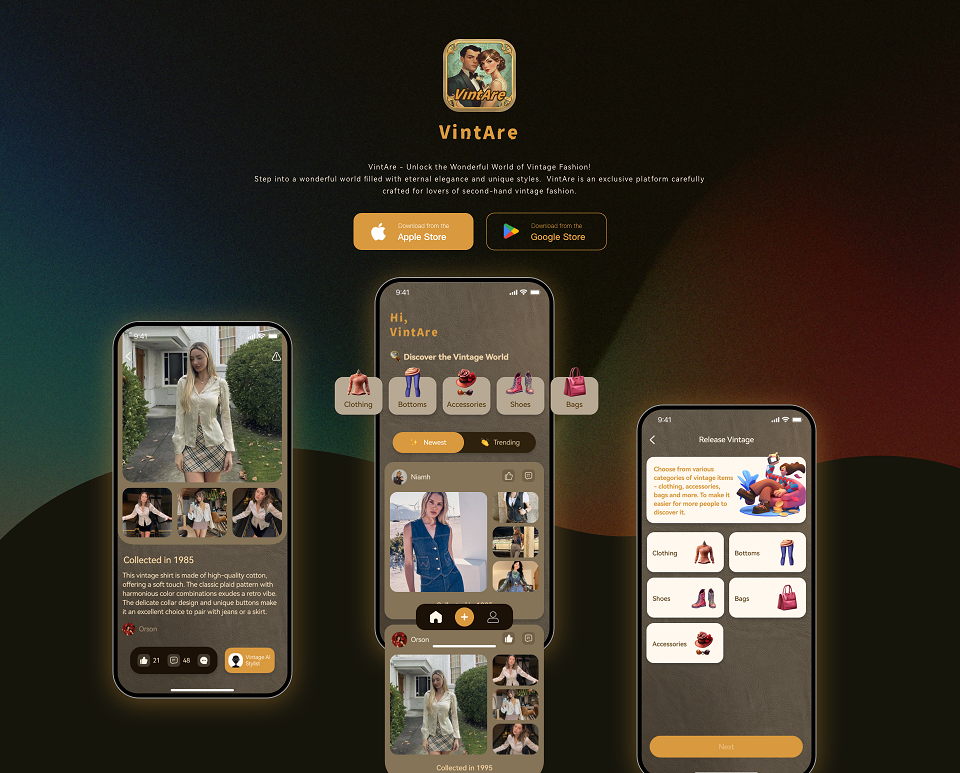 VintAre
VintAre
VintAre - Unlock the Wonderful World of Vintage Fashion!
Step into a wonderful world filled with eternal elegance and unique styles. VintAre is an exclusive platform carefully
crafted for lovers of second-hand vintage fashion.
Download from the
Apple Store
Download from the
Google Store
9:41
Collected in 1985
This vintage shirt is made of high-quality cotton,
offering a soft touch. The classic plaid pattern with
harmonious color combinations exudes a retro vibe.
The delicate collar design and unique buttons make
it an excellent choice to pair with jeans or a skirt.
Orson
21
48
Vintage AI
Stylist
9:41
Hi,
VintAre
Discover the Vintage World
Clothing
Bottoms
Accessories
Shoes
Bags
Newest
Trending
Niamh
Orson
Collected in 1995
9:41
Release Vintage
Choose from various
categories of vintage items
- clothing, accessories,
bags and more. To make it
easier for more people to
discover it.
Clothing
Bottoms
Shoes
Bags
Accessories
Next